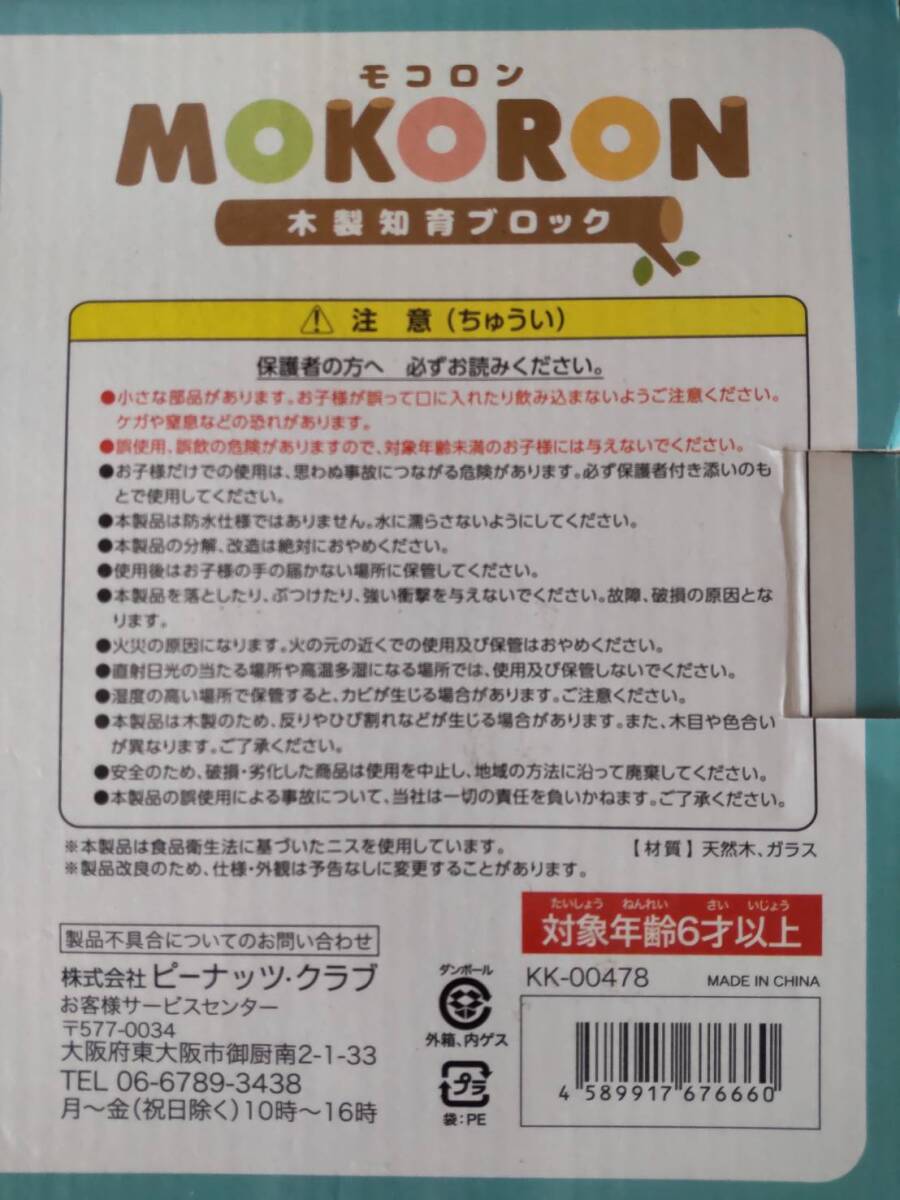 モコロン
MOKORON
木製知育ブロック
注 意（ちゅうい）
保護者の方へ 必ずお読みください。
●小さな部品があります。お子様が誤って口に入れたり飲み込まないようご注意ください。
ケガや窒息などの恐れがあります。
●誤使用、誤飲の危険がありますので、対象年齢未満のお子様には与えないでください。
●お子様だけでの使用は、思わぬ事故につながる危険があります。必ず保護者付き添いのも
とで使用してください。
●本製品は防水仕様ではありません。水に濡らさないようにしてください。
●本製品の分解、改造は絶対におやめください。
●使用後はお子様の手の届かない場所に保管してください。
●本製品を落としたり、ぶつけたり、強い衝撃を与えないでください。故障、破損の原因とな
ります。
●火災の原因になります。火の元の近くでの使用及び保管はおやめください。
●直射日光の当たる場所や高温多湿になる場所では、使用及び保管しないでください。
●湿度の高い場所で保管すると、カビが生じる場合があります。ご注意ください。
●本製品は木製のため、反りやひび割れなどが生じる場合があります。また、木目や色合い
が異なります。ご了承ください。
●安全のため、破損・劣化した商品は使用を中止し、地域の方法に沿って廃棄してください。
●本製品の誤使用による事故について、当社は一切の責任を負いかねます。ご了承ください。
※本製品は食品衛生法に基づいたニスを使用しています。
【材質】天然木、ガラス
※製品改良のため、仕様・外観は予告なしに変更することがあります。
たいしょう ねんれい さい いじょう
対象年齢6才以上
製品不具合についてのお問い合わせ
株式会社ピーナッツ・クラブ
お客様サービスセンター
〒577-0034
大阪府東大阪市御厨南2-1-33
TEL 06-6789-3438
月～金（祝日除く）10時～16時
ダンボール
外箱、内ゲス
プラ
袋：PE
KK-00478
MADE IN CHINA
4 589917 676660